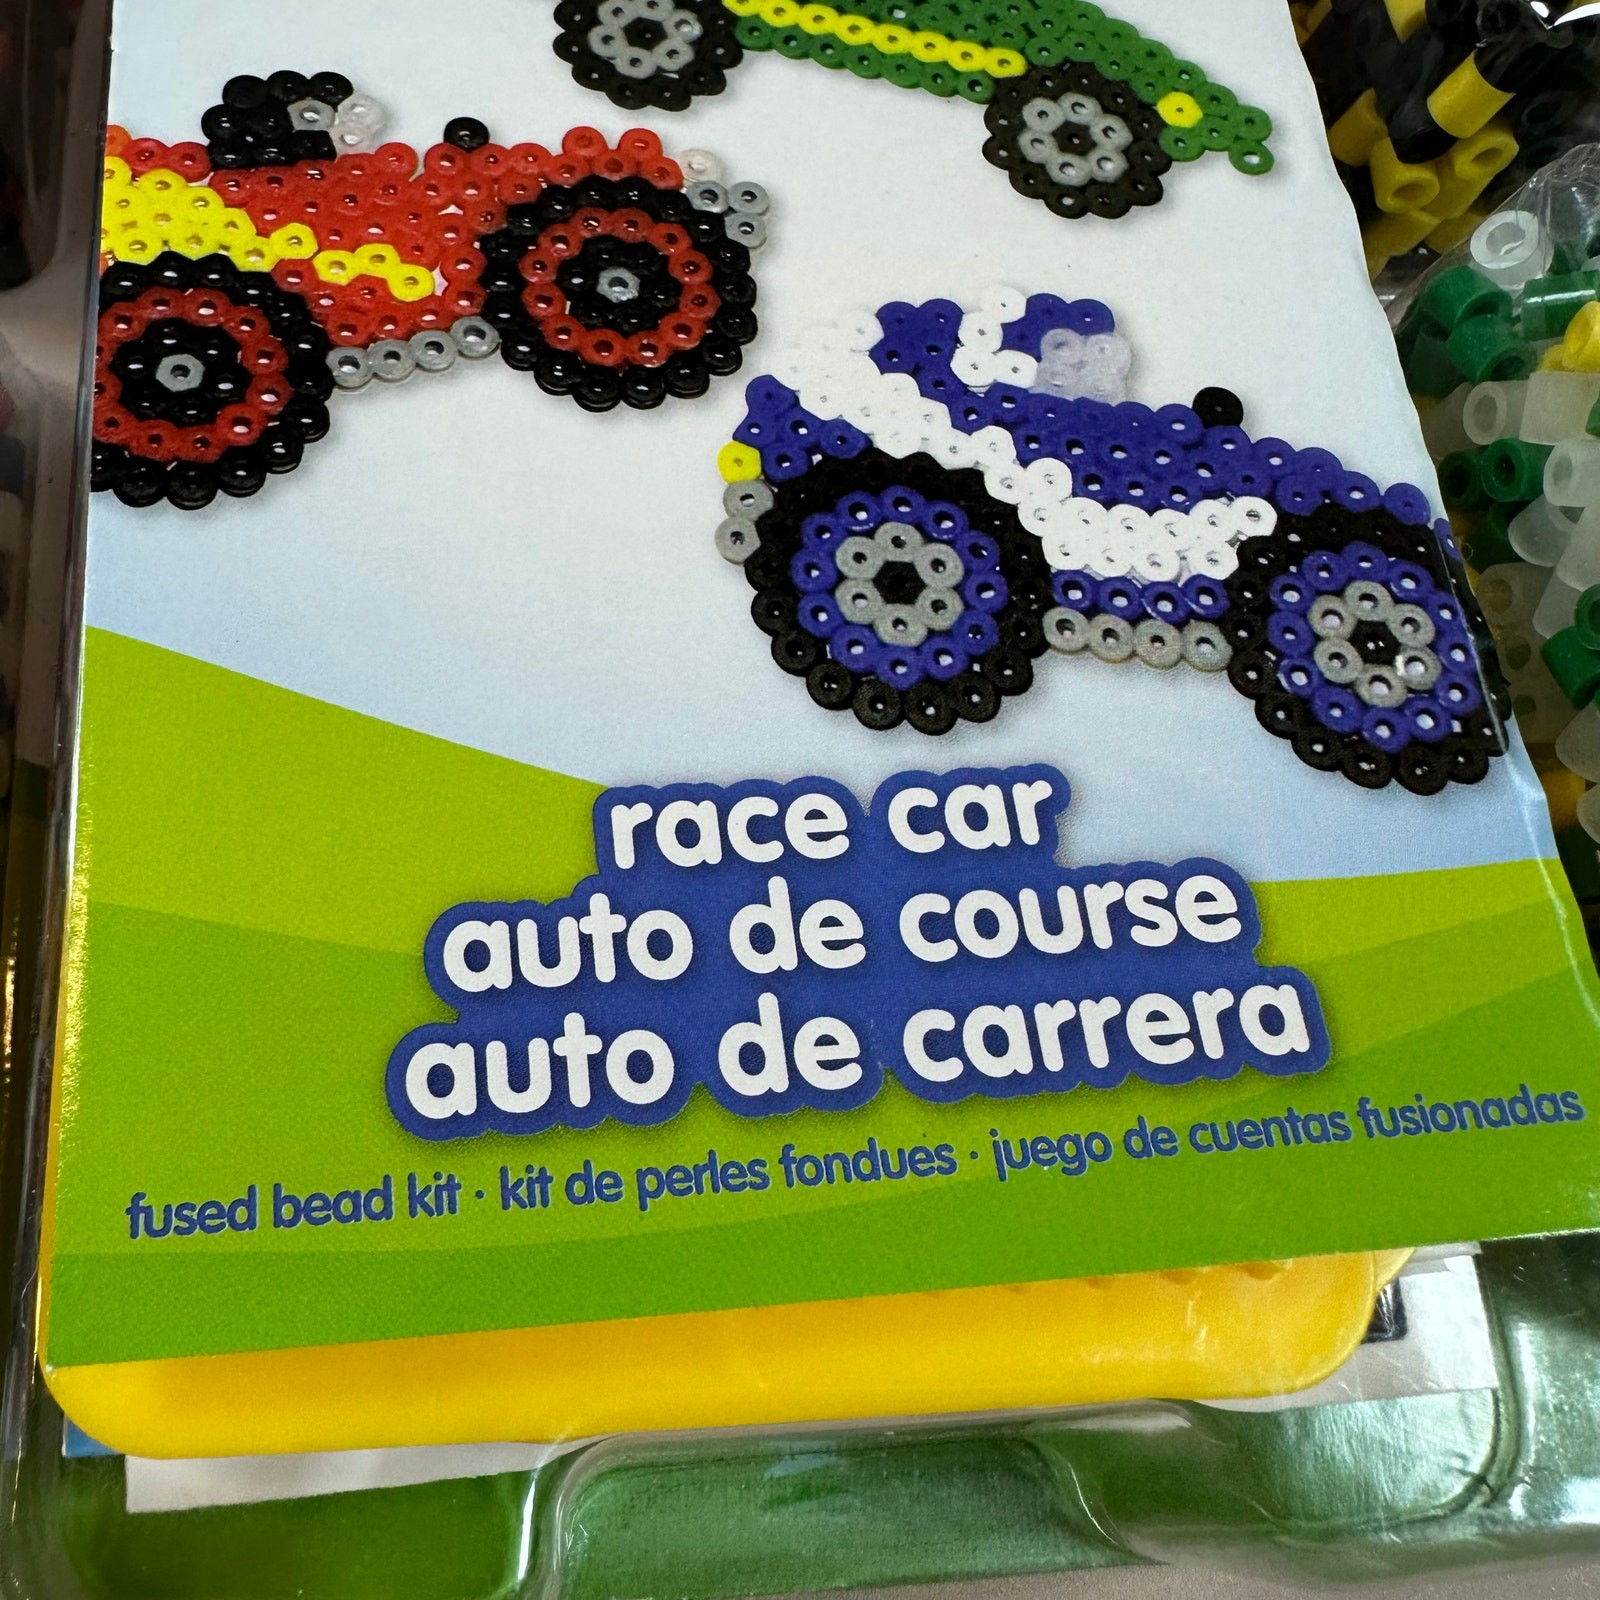 race car
auto de course
auto de carrera
fused bead kit · kit de perles fondues · juego de cuentas fusionadas